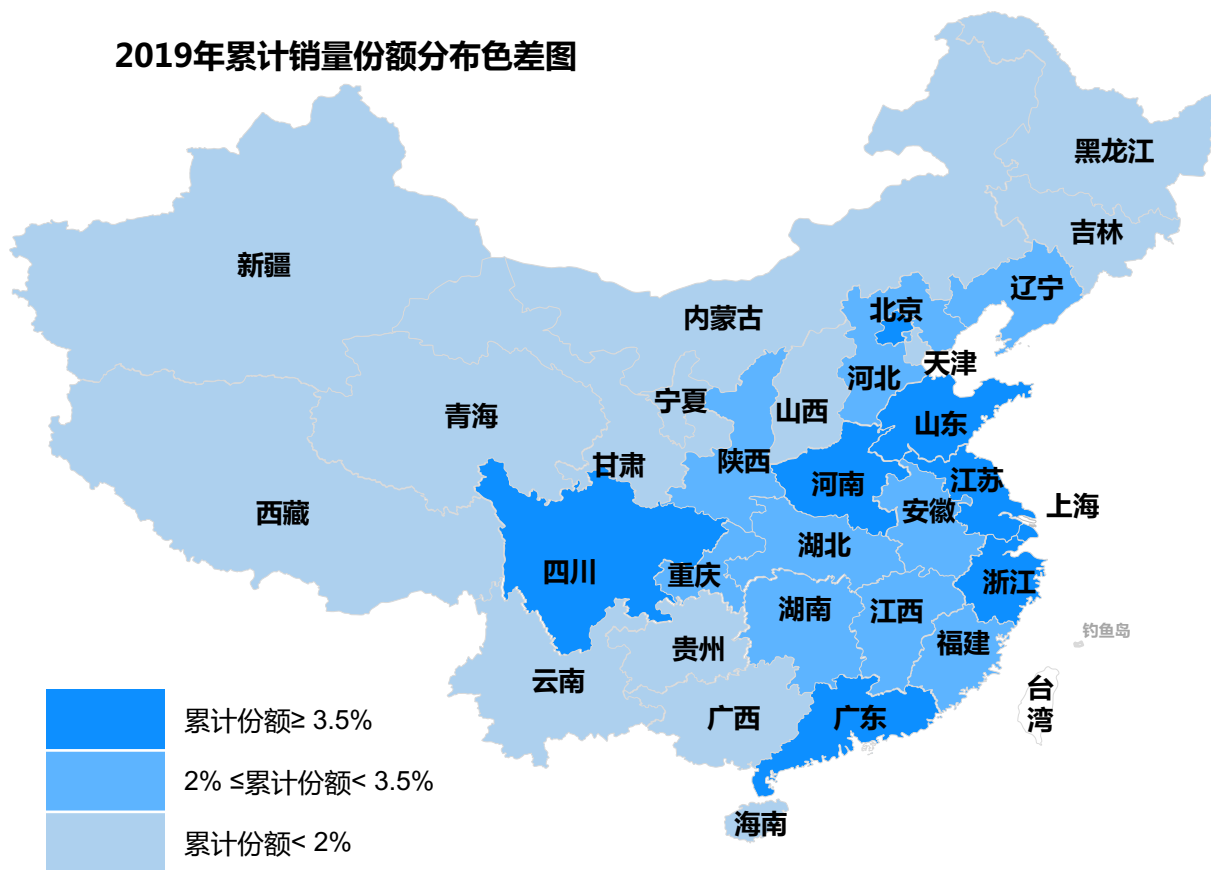 2019年累计销量份额分布色差图
黑龙江
吉林
新疆
辽宁
北京
内蒙古
天津
河北
宁夏
山西
青海
山东
陕西
甘肃
河南
江苏
西藏
安徽
上海
湖北
四川
重庆
浙江
湖南
江西
钓鱼岛
福建
贵州
云南
台
湾
广西
广东
海南
累计份额≥ 3.5%
2% ≤累计份额< 3.5%
累计份额< 2%